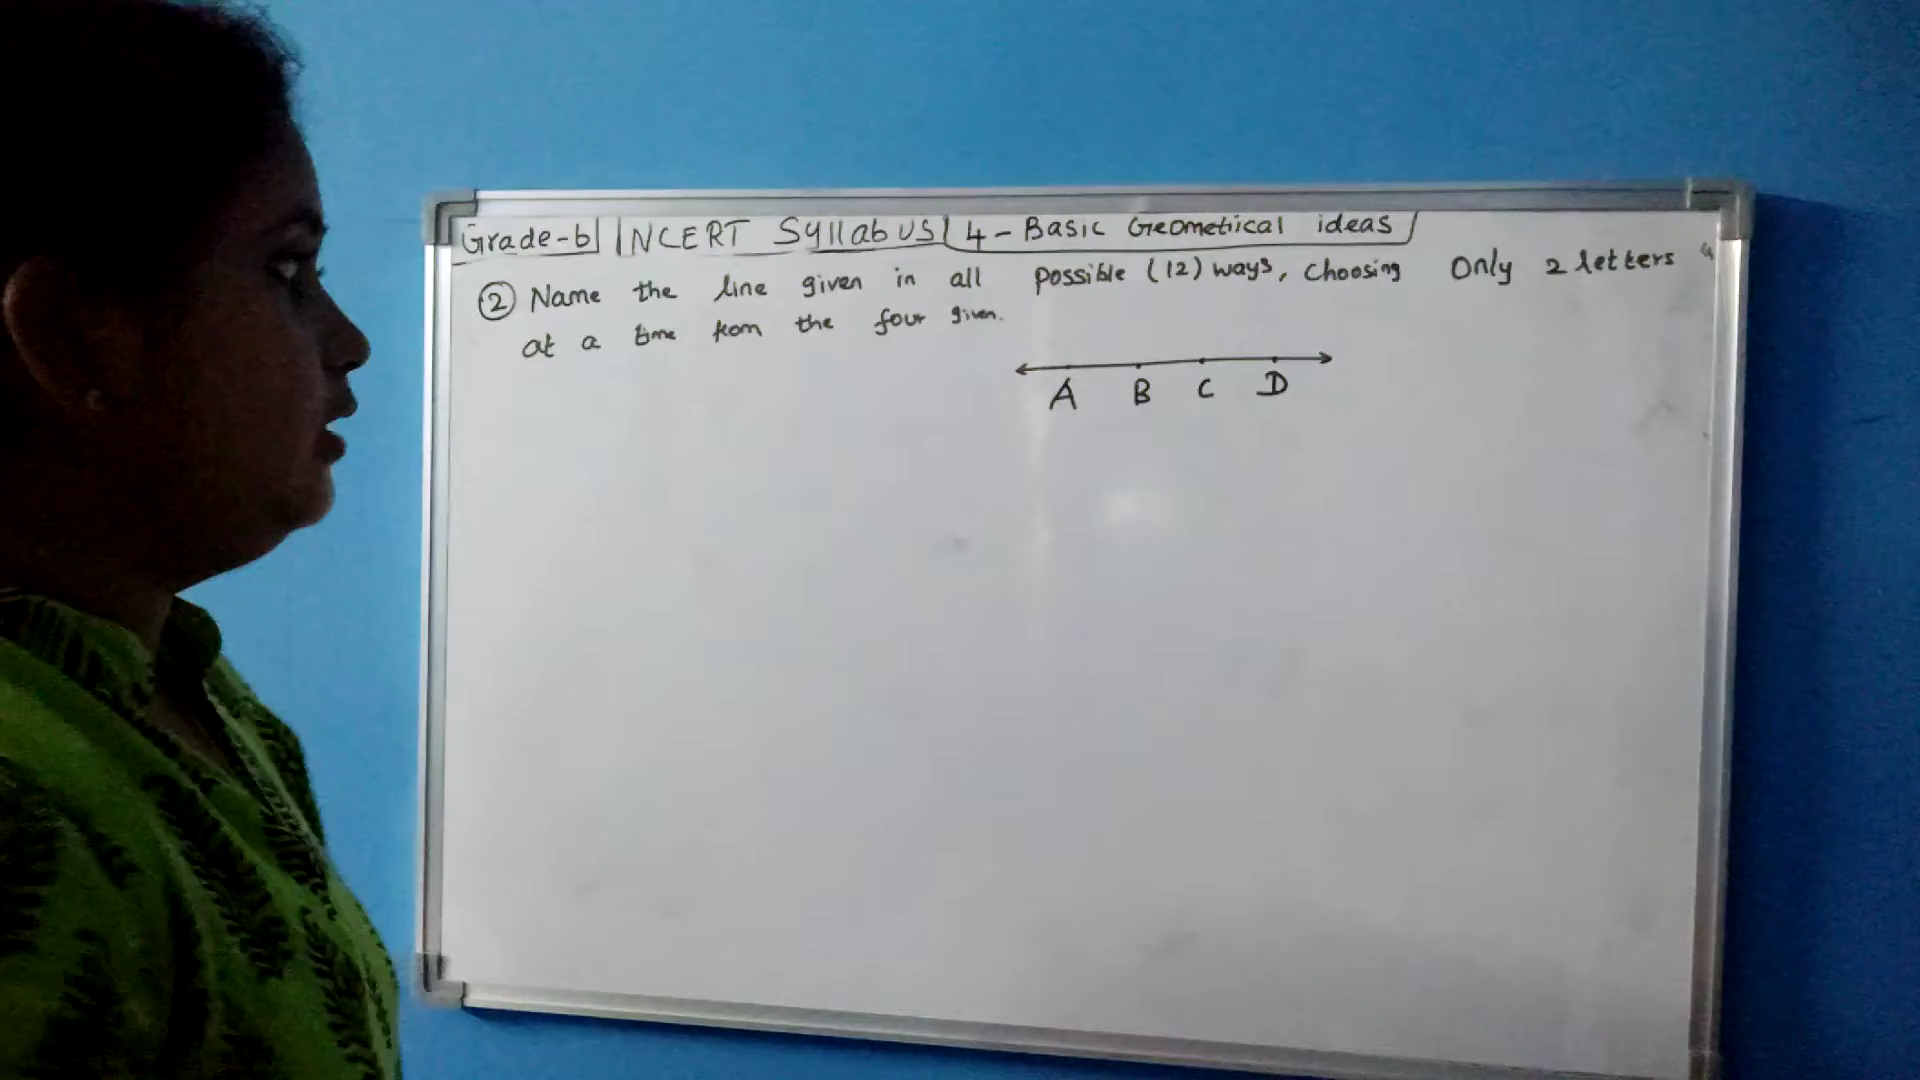 Grade-6 | NCERT Syllabus | 4 - Basic Geometrical ideas
② Name the line given in all possible (12) ways, choosing Only 2 letters
at a time from the four given.
A B C D